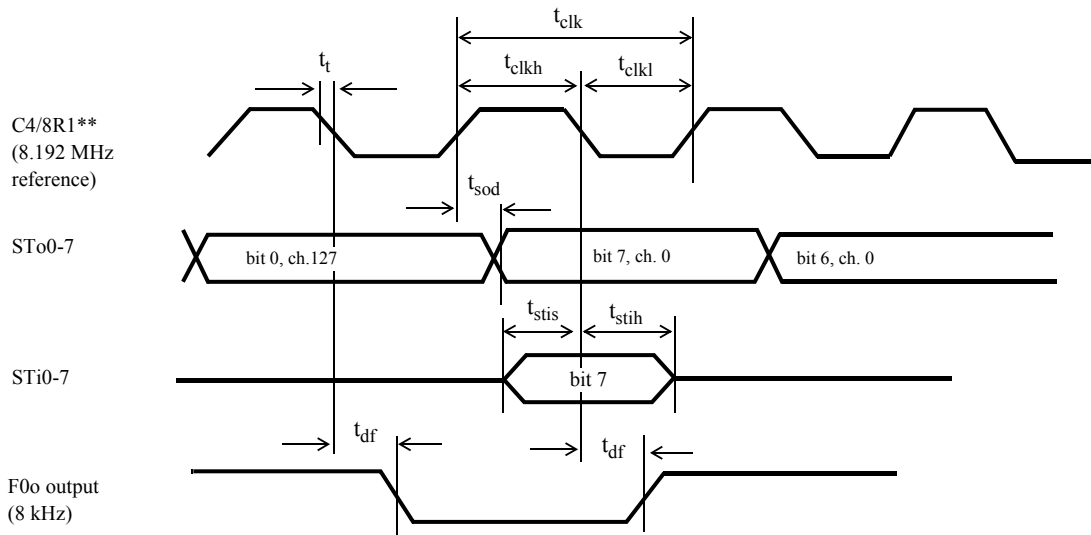 t_clk
t_t
t_clkh
t_clkl
C4/8R1**
(8.192 MHz
reference)
t_sod
STo0-7
bit 0, ch.127
bit 7, ch. 0
bit 6, ch. 0
t_stis
t_stih
STi0-7
bit 7
t_df
t_df
F0o output
(8 kHz)